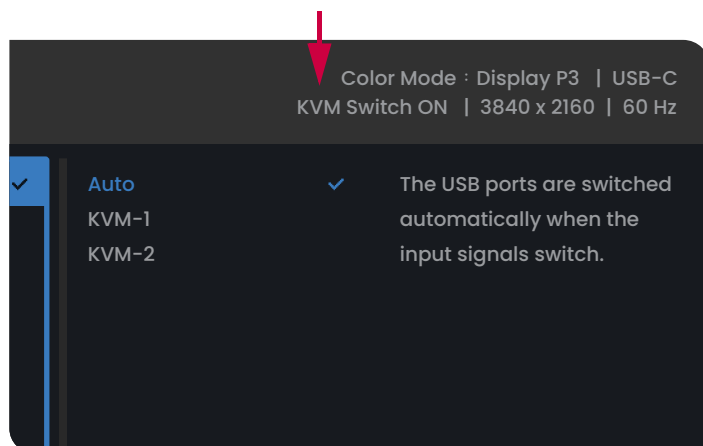 Color Mode : Display P3 | USB-C
KVM Switch ON | 3840 x 2160 | 60 Hz
Auto
KVM-1
KVM-2
The USB ports are switched
automatically when the
input signals switch.